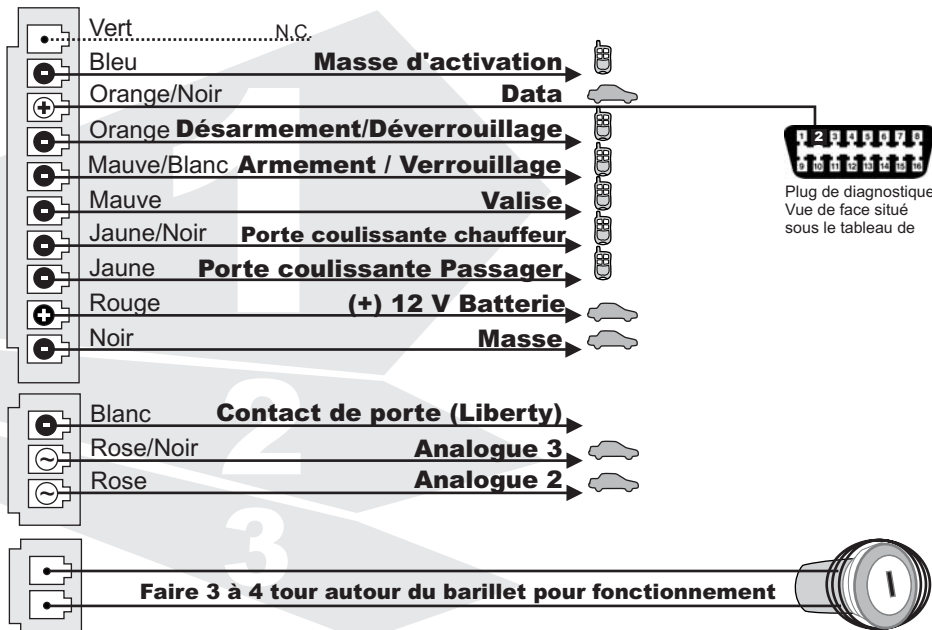 Vert N.C.
Bleu Masse d'activation
Orange/Noir Data
Orange Désarmement/Déverrouillage
Mauve/Blanc Armement / Verrouillage
Mauve Valise
Jaune/Noir Porte coulissante chauffeur
Jaune Porte coulissante Passager
Rouge (+) 12 V Batterie
Noir Masse
1 2 3 4 5 6 7 8
9 10 11 12 13 14 15 16
Plug de diagnostique
Vue de face situé
sous le tableau de
1
Blanc Contact de porte (Liberty)
Rose/Noir Analogue 3
Rose Analogue 2
2
3
Faire 3 à 4 tour autour du barillet pour fonctionnement